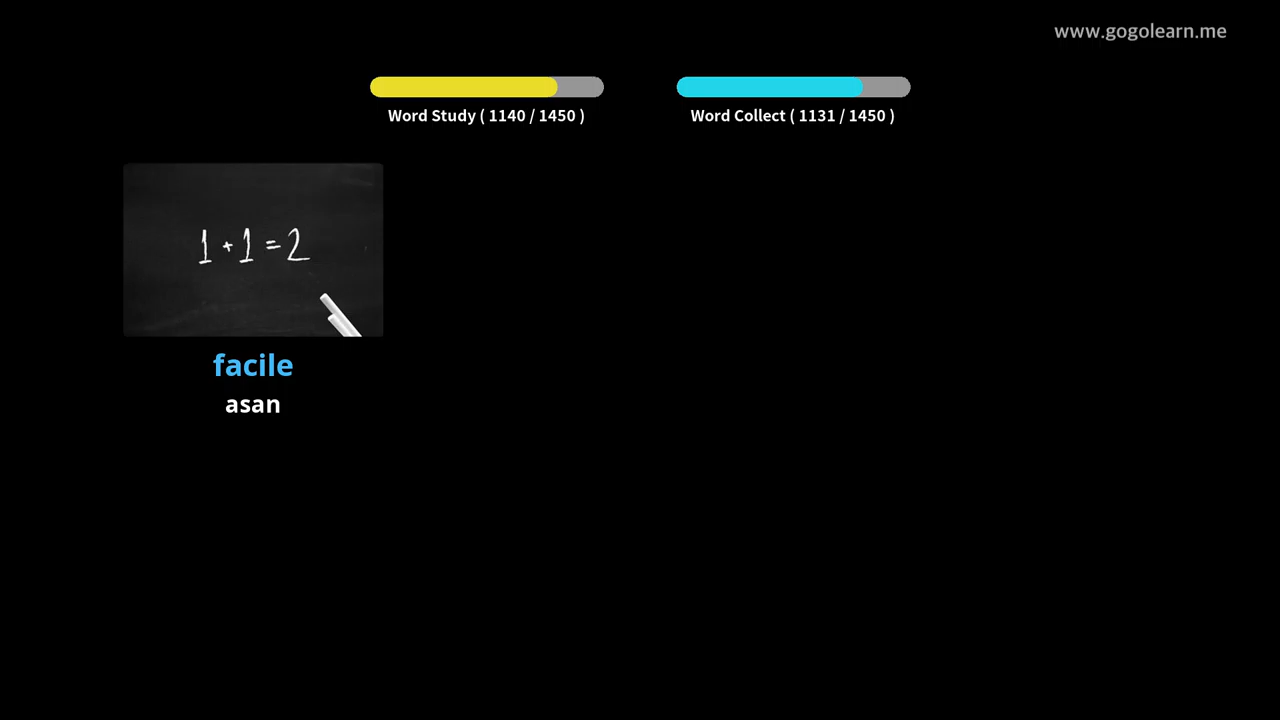 www.gogolearn.me
Word Study ( 1140 / 1450 )
Word Collect ( 1131 / 1450 )
1 + 1 = 2
facile
asan